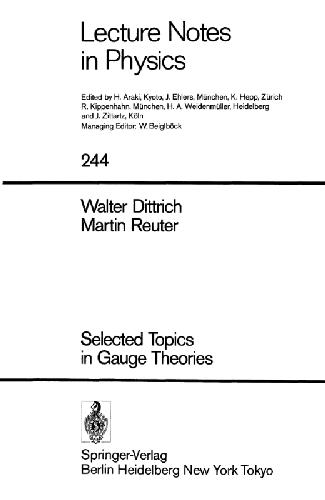 Lecture Notes
in Physics
Edited by H. Araki, Kyoto, J. Ehlers, München, K. Hepp, Zürich
R. Kippenhahn, München, H. A. Weidenmüller, Heidelberg
and J. Zittartz, Köln
Managing Editor: W. Beiglböck
244
Walter Dittrich
Martin Reuter
Selected Topics
in Gauge Theories
Springer-Verlag
Berlin Heidelberg New York Tokyo